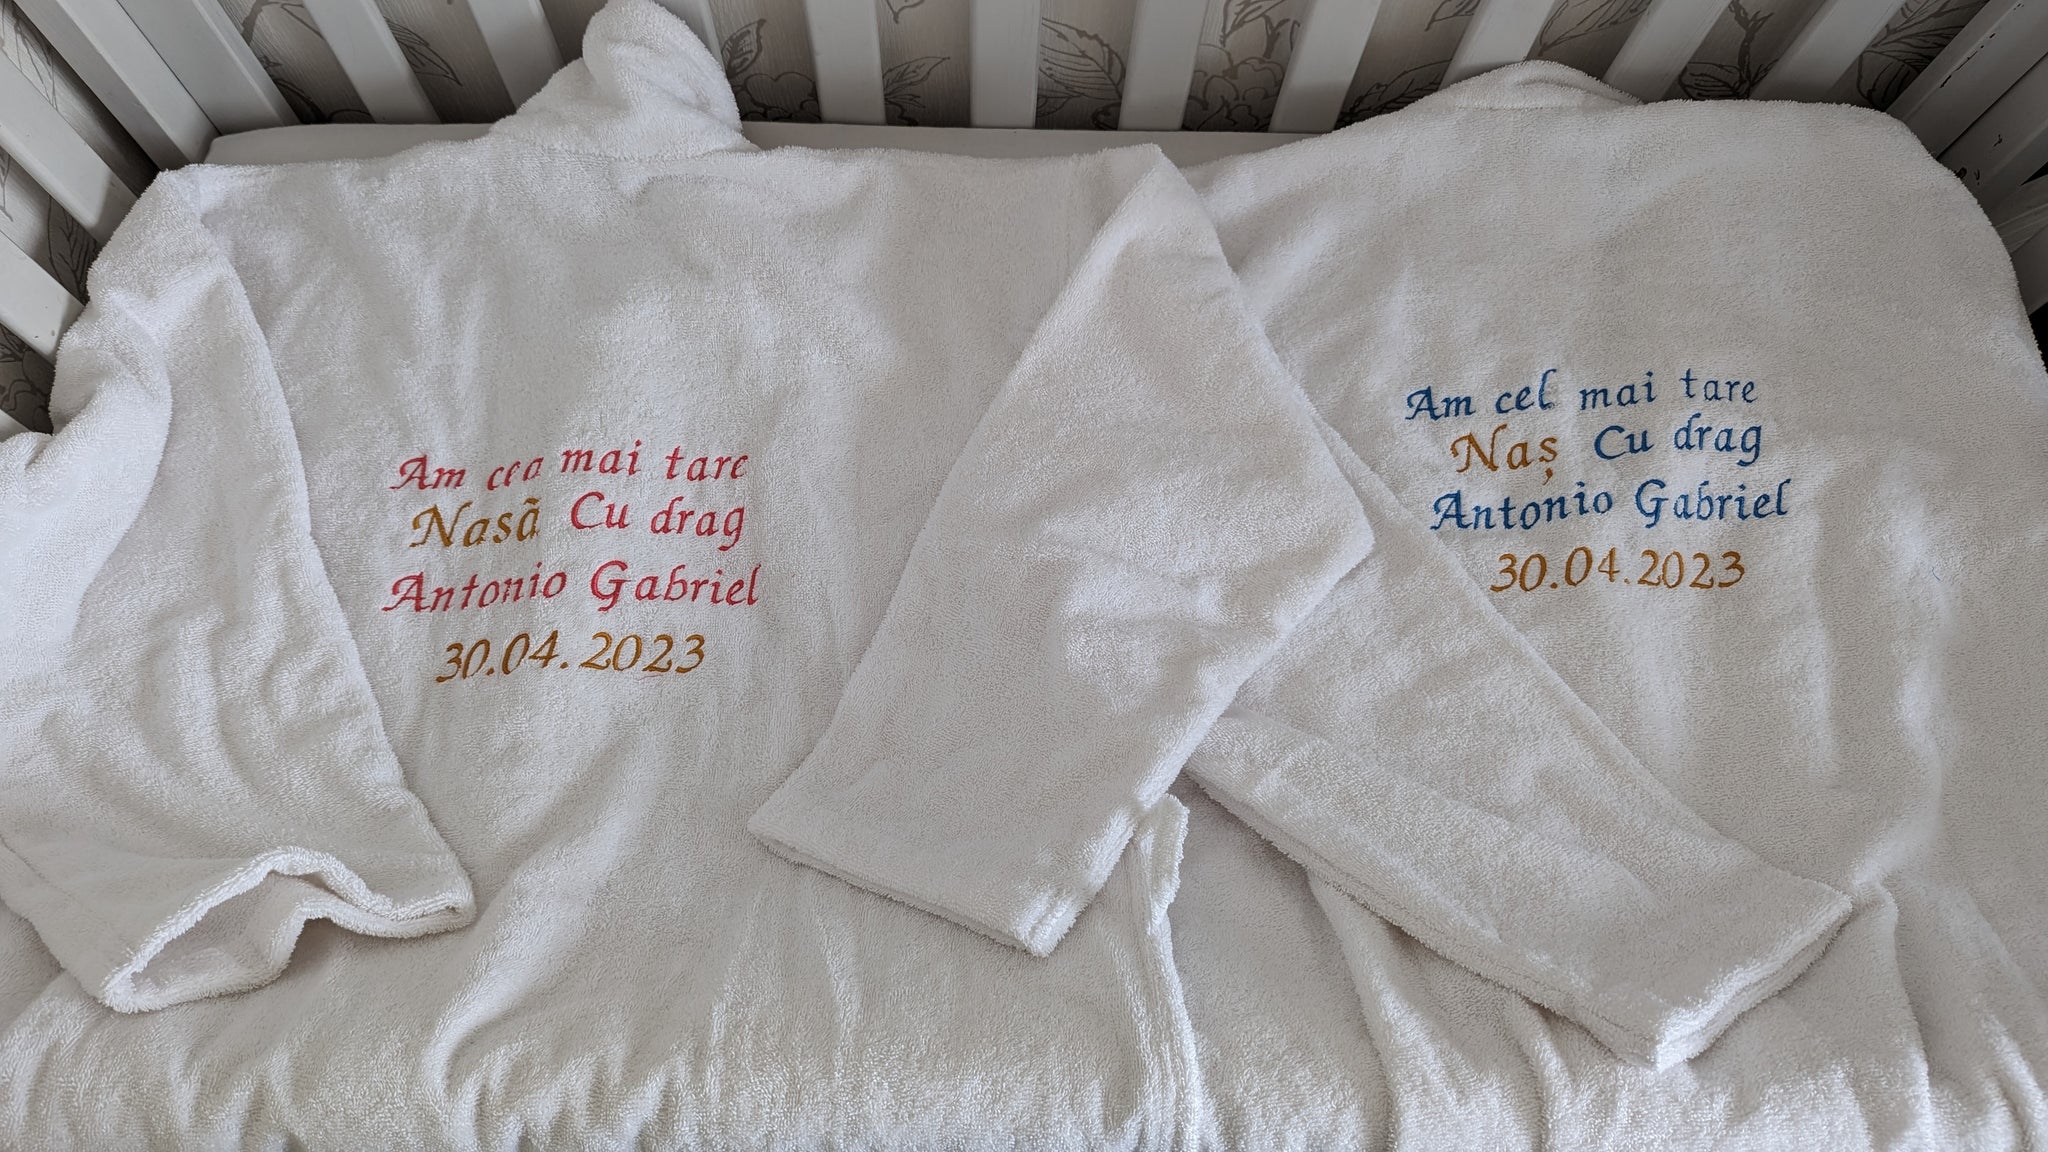 Am cea mai tare
Nasă Cu drag
Antonio Gabriel
30.04.2023
Am cel mai tare
Naș Cu drag
Antonio Gabriel
30.04.2023